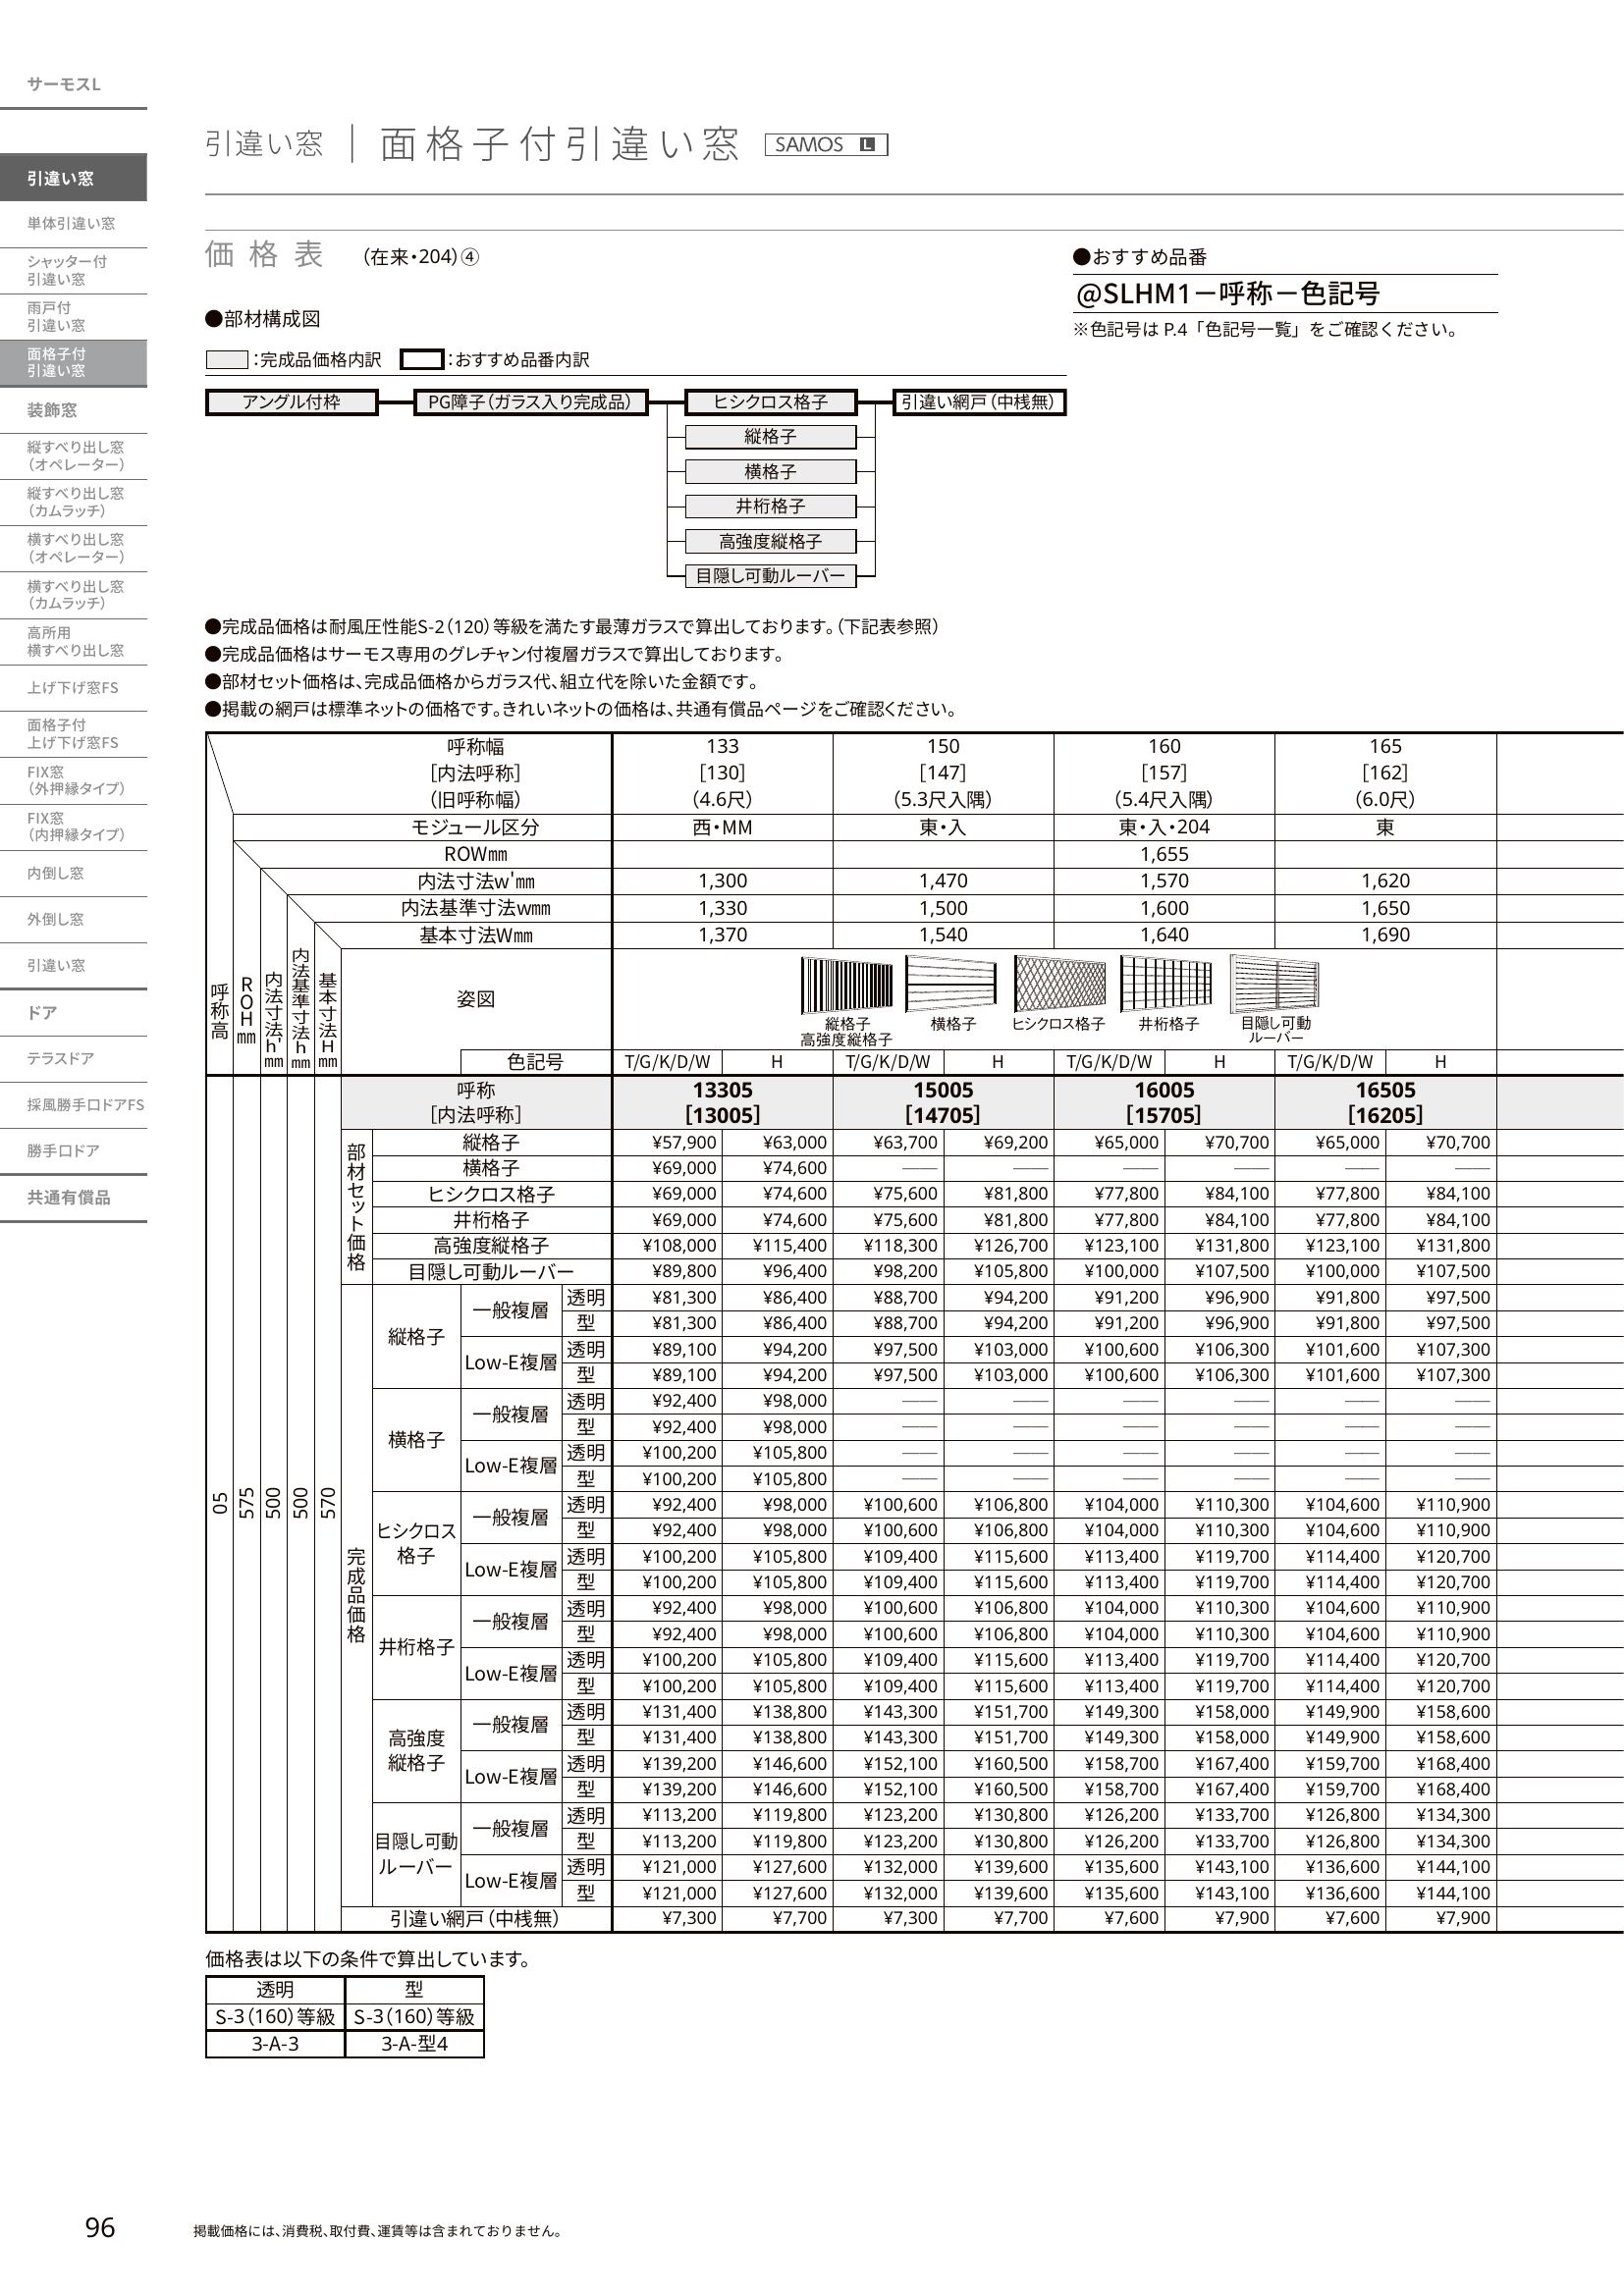 サーモスL
引違い窓
単体引違い窓
シャッター付
引違い窓
雨戸付
引違い窓
面格子付
引違い窓
装飾窓
縦すべり出し窓
（オペレーター）
縦すべり出し窓
（カムラッチ）
横すべり出し窓
（オペレーター）
横すべり出し窓
（カムラッチ）
高所用
横すべり出し窓
上げ下げ窓FS
面格子付
上げ下げ窓FS
FIX窓
（外押縁タイプ）
FIX窓
（内押縁タイプ）
内倒し窓
外倒し窓
引違い窓
ドア
テラスドア
採風勝手口ドアFS
勝手口ドア
共通有償品
引違い窓 | 面格子付引違い窓 SAMOS L
価格表 （在来・204）④
●おすすめ品番
@SLHM1－呼称－色記号
※色記号は P.4「色記号一覧」をご確認ください。
●部材構成図
：完成品価格内訳 ：おすすめ品番内訳
アングル付枠 PG障子（ガラス入り完成品） ヒシクロス格子 引違い網戸（中桟無）
縦格子
横格子
井桁格子
高強度縦格子
目隠し可動ルーバー
●完成品価格は耐風圧性能S-2（120）等級を満たす最薄ガラスで算出しております。（下記表参照）
●完成品価格はサーモス専用のグレチャン付複層ガラスで算出しております。
●部材セット価格は、完成品価格からガラス代、組立代を除いた金額です。
●掲載の網戸は標準ネットの価格です。きれいネットの価格は、共通有償品ページをご確認ください。
呼称幅 133 150 160 165
［内法呼称］ ［130］ ［147］ ［157］ ［162］
（旧呼称幅） （4.6尺） （5.3尺入隅） （5.4尺入隅） （6.0尺）
モジュール区分 西・MM 東・入 東・入・204 東
ROW㎜ 1,655
内法寸法w'㎜ 1,300 1,470 1,570 1,620
内法基準寸法w㎜ 1,330 1,500 1,600 1,650
基本寸法W㎜ 1,370 1,540 1,640 1,690
呼称高 ROH㎜ 内法寸法h'㎜ 内法基準寸法h㎜ 基本寸法H㎜
姿図
縦格子 横格子 ヒシクロス格子 井桁格子 目隠し可動
高強度縦格子 ルーバー
色記号 T/G/K/D/W H T/G/K/D/W H T/G/K/D/W H T/G/K/D/W H
呼称 13305 15005 16005 16505
［内法呼称］ ［13005］ ［14705］ ［15705］ ［16205］
05 575 500 500 570
部材セット価格
縦格子 ¥57,900 ¥63,000 ¥63,700 ¥69,200 ¥65,000 ¥70,700 ¥65,000 ¥70,700
横格子 ¥69,000 ¥74,600 —— —— —— —— —— ——
ヒシクロス格子 ¥69,000 ¥74,600 ¥75,600 ¥81,800 ¥77,800 ¥84,100 ¥77,800 ¥84,100
井桁格子 ¥69,000 ¥74,600 ¥75,600 ¥81,800 ¥77,800 ¥84,100 ¥77,800 ¥84,100
高強度縦格子 ¥108,000 ¥115,400 ¥118,300 ¥126,700 ¥123,100 ¥131,800 ¥123,100 ¥131,800
目隠し可動ルーバー ¥89,800 ¥96,400 ¥98,200 ¥105,800 ¥100,000 ¥107,500 ¥100,000 ¥107,500
完成品価格
縦格子 一般複層 透明 ¥81,300 ¥86,400 ¥88,700 ¥94,200 ¥91,200 ¥96,900 ¥91,800 ¥97,500
型 ¥81,300 ¥86,400 ¥88,700 ¥94,200 ¥91,200 ¥96,900 ¥91,800 ¥97,500
Low-E複層 透明 ¥89,100 ¥94,200 ¥97,500 ¥103,000 ¥100,600 ¥106,300 ¥101,600 ¥107,300
型 ¥89,100 ¥94,200 ¥97,500 ¥103,000 ¥100,600 ¥106,300 ¥101,600 ¥107,300
横格子 一般複層 透明 ¥92,400 ¥98,000 —— —— —— —— —— ——
型 ¥92,400 ¥98,000 —— —— —— —— —— ——
Low-E複層 透明 ¥100,200 ¥105,800 —— —— —— —— —— ——
型 ¥100,200 ¥105,800 —— —— —— —— —— ——
ヒシクロス格子 一般複層 透明 ¥92,400 ¥98,000 ¥100,600 ¥106,800 ¥104,000 ¥110,300 ¥104,600 ¥110,900
型 ¥92,400 ¥98,000 ¥100,600 ¥106,800 ¥104,000 ¥110,300 ¥104,600 ¥110,900
Low-E複層 透明 ¥100,200 ¥105,800 ¥109,400 ¥115,600 ¥113,400 ¥119,700 ¥114,400 ¥120,700
型 ¥100,200 ¥105,800 ¥109,400 ¥115,600 ¥113,400 ¥119,700 ¥114,400 ¥120,700
井桁格子 一般複層 透明 ¥92,400 ¥98,000 ¥100,600 ¥106,800 ¥104,000 ¥110,300 ¥104,600 ¥110,900
型 ¥92,400 ¥98,000 ¥100,600 ¥106,800 ¥104,000 ¥110,300 ¥104,600 ¥110,900
Low-E複層 透明 ¥100,200 ¥105,800 ¥109,400 ¥115,600 ¥113,400 ¥119,700 ¥114,400 ¥120,700
型 ¥100,200 ¥105,800 ¥109,400 ¥115,600 ¥113,400 ¥119,700 ¥114,400 ¥120,700
高強度縦格子 一般複層 透明 ¥131,400 ¥138,800 ¥143,300 ¥151,700 ¥149,300 ¥158,000 ¥149,900 ¥158,600
型 ¥131,400 ¥138,800 ¥143,300 ¥151,700 ¥149,300 ¥158,000 ¥149,900 ¥158,600
Low-E複層 透明 ¥139,200 ¥146,600 ¥152,100 ¥160,500 ¥158,700 ¥167,400 ¥159,700 ¥168,400
型 ¥139,200 ¥146,600 ¥152,100 ¥160,500 ¥158,700 ¥167,400 ¥159,700 ¥168,400
目隠し可動ルーバー 一般複層 透明 ¥113,200 ¥119,800 ¥123,200 ¥130,800 ¥126,200 ¥133,700 ¥126,800 ¥134,300
型 ¥113,200 ¥119,800 ¥123,200 ¥130,800 ¥126,200 ¥133,700 ¥126,800 ¥134,300
Low-E複層 透明 ¥121,000 ¥127,600 ¥132,000 ¥139,600 ¥135,600 ¥143,100 ¥136,600 ¥144,100
型 ¥121,000 ¥127,600 ¥132,000 ¥139,600 ¥135,600 ¥143,100 ¥136,600 ¥144,100
引違い網戸（中桟無） ¥7,300 ¥7,700 ¥7,300 ¥7,700 ¥7,600 ¥7,900 ¥7,600 ¥7,900
価格表は以下の条件で算出しています。
透明 型
S-3（160）等級 S-3（160）等級
3-A-3 3-A-型4
96
掲載価格には、消費税、取付費、運賃等は含まれておりません。